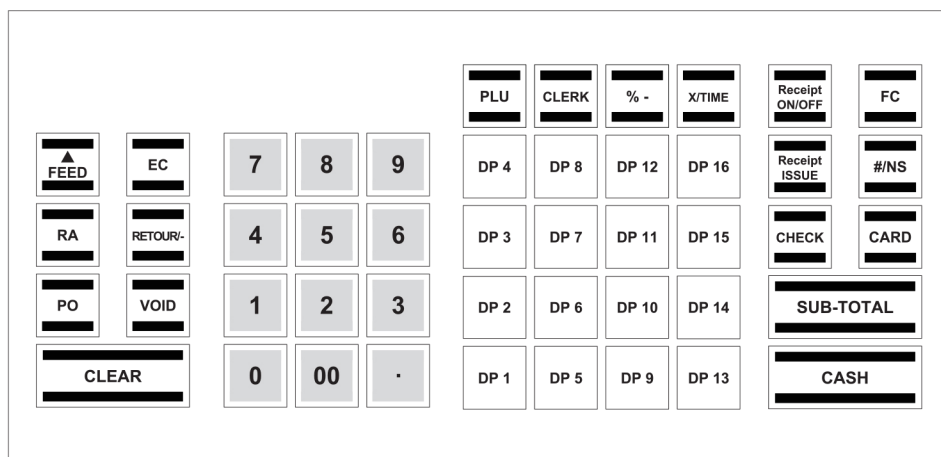 PLU CLERK % - X/TIME Receipt ON/OFF FC
▲ FEED EC 7 8 9 DP 4 DP 8 DP 12 DP 16 Receipt ISSUE #/NS
RA RETOUR/- 4 5 6 DP 3 DP 7 DP 11 DP 15 CHECK CARD
PO VOID 1 2 3 DP 2 DP 6 DP 10 DP 14 SUB-TOTAL
CLEAR 0 00 . DP 1 DP 5 DP 9 DP 13 CASH